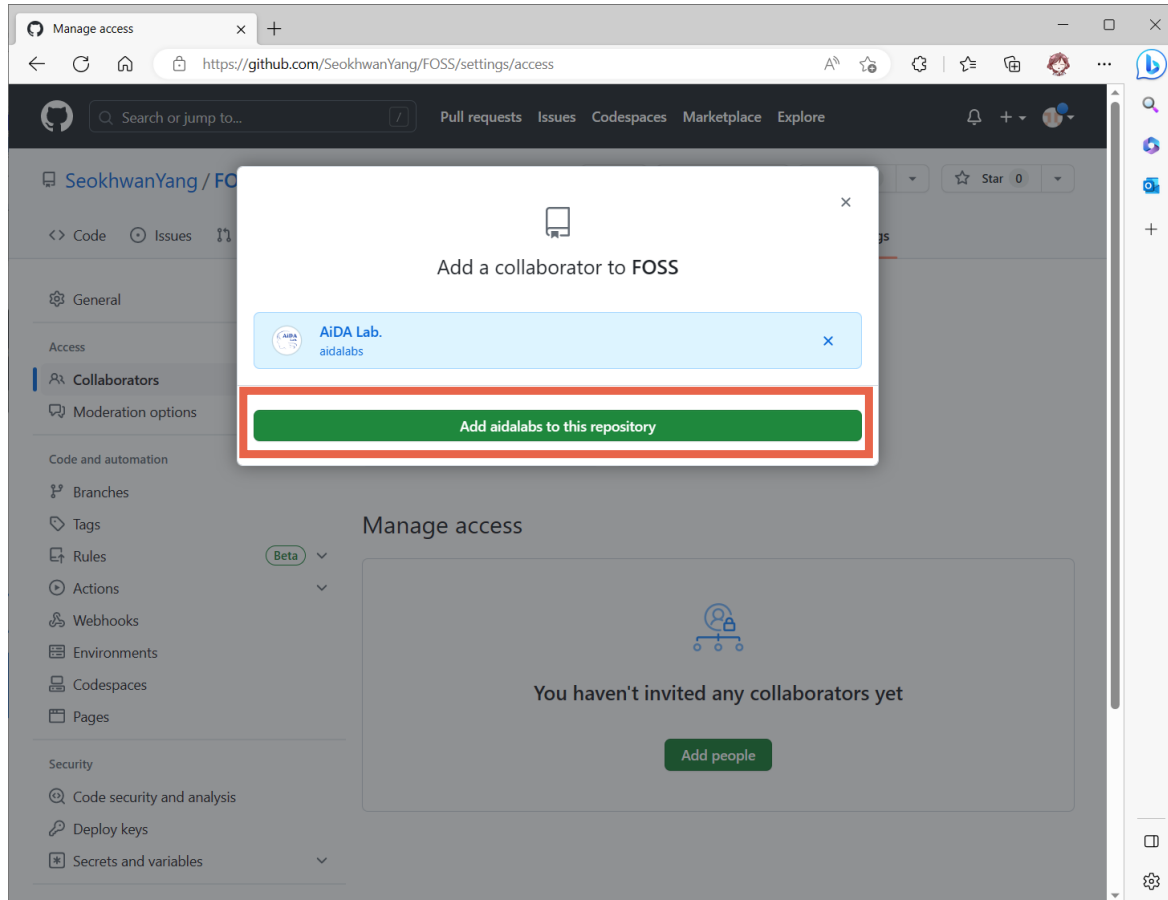 Manage access
https://github.com/SeokhwanYang/FOSS/settings/access
Search or jump to...
/
Pull requests Issues Codespaces Marketplace Explore
SeokhwanYang / FO
Star 0
Code Issues
gs
Add a collaborator to FOSS
AiDA Lab.
aidalabs
Add aidalabs to this repository
General
Access
Collaborators
Moderation options
Code and automation
Branches
Tags
Rules Beta
Actions
Webhooks
Environments
Codespaces
Pages
Security
Code security and analysis
Deploy keys
Secrets and variables
Manage access
You haven't invited any collaborators yet
Add people